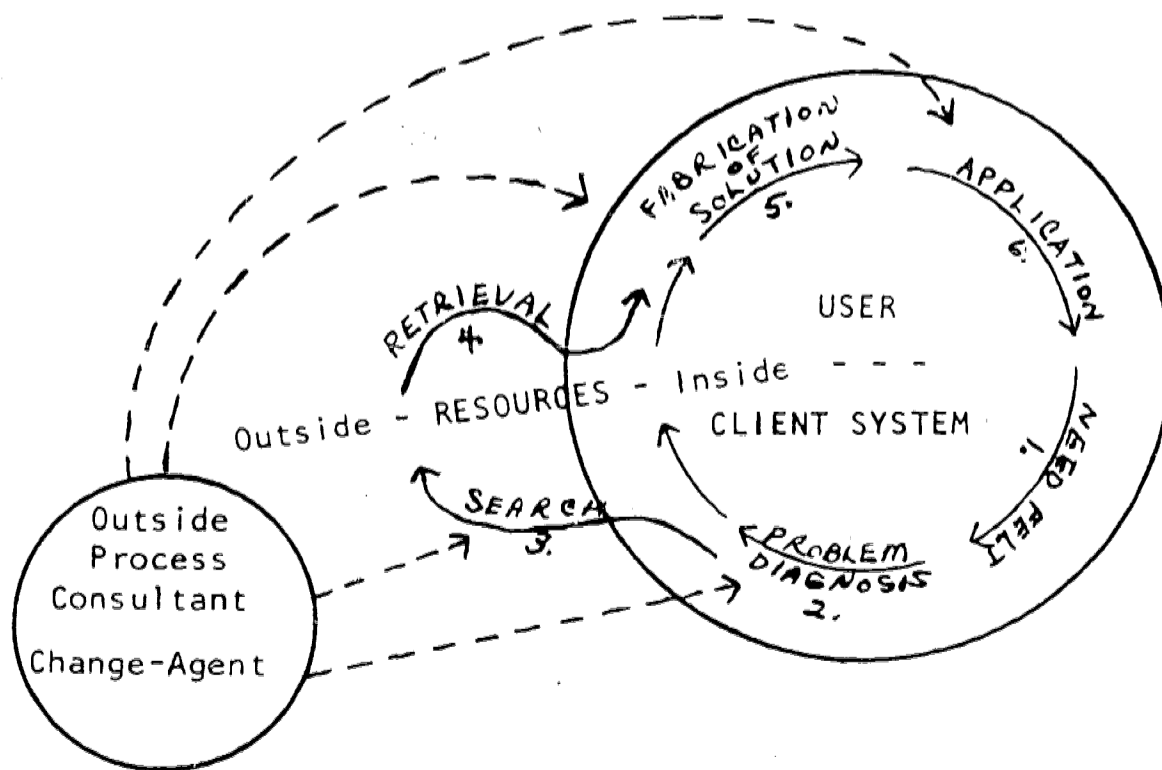 FABRICATION
OF
SOLUTION
5.
APPLICATION
6.
RETRIEVAL
4.
USER
Outside - RESOURCES - Inside - - -
CLIENT SYSTEM
NEED FELT
1.
SEARCH
3.
PROBLEM
DIAGNOSIS
2.
Outside
Process
Consultant
Change-Agent